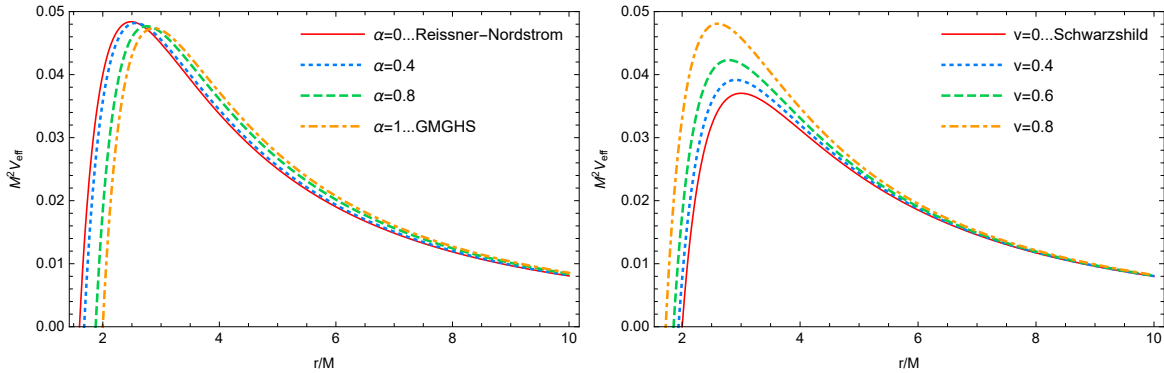 0.05
0.04
0.03
0.02
0.01
0.00
M²V_eff
2
4
6
8
10
r/M
α=0...Reissner-Nordstrom
α=0.4
α=0.8
α=1...GMGHS
0.05
0.04
0.03
0.02
0.01
0.00
M²V_eff
2
4
6
8
10
r/M
v=0...Schwarzshild
v=0.4
v=0.6
v=0.8